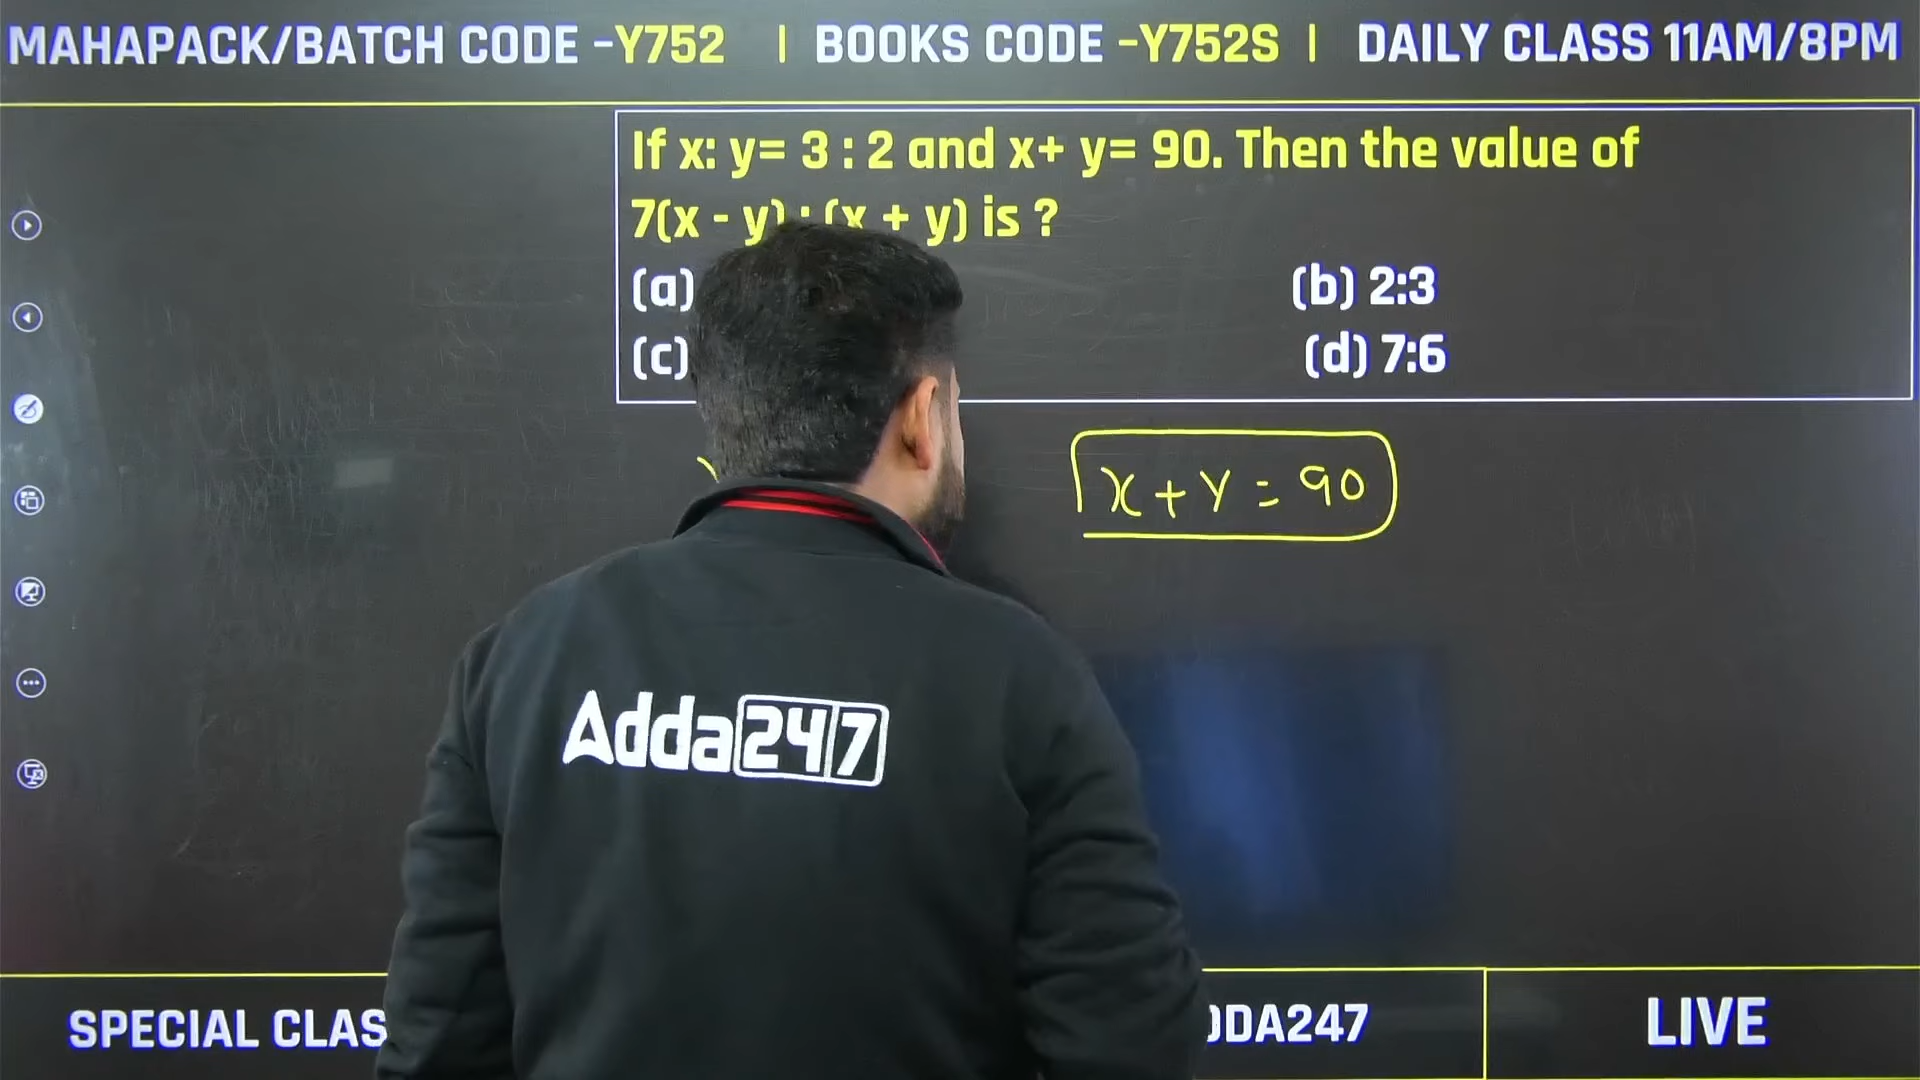 MAHAPACK/BATCH CODE -Y752 | BOOKS CODE -Y752S | DAILY CLASS 11AM/8PM
If x: y= 3 : 2 and x+ y= 90. Then the value of
7(x - y) : (x + y) is ?
(a)
(b) 2:3
(c)
(d) 7:6
x + y = 90
Adda247
SPECIAL CLAS
DDA247
LIVE